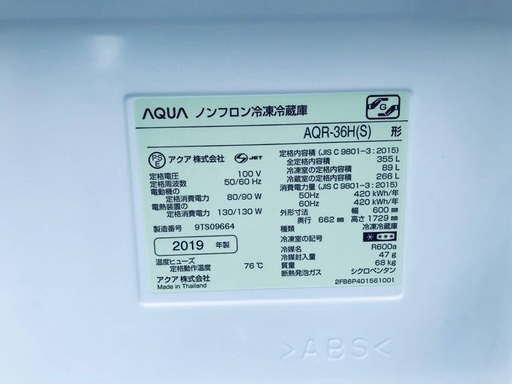 AQUA ノンフロン冷凍冷蔵庫
AQR-36H(S) 形
PS E アクア株式会社 JET
定格電圧 100 V
定格周波数 50/60 Hz
電動機の定格消費電力 80/90 W
電熱装置の定格消費電力 130/130 W
製造番号 9TS09664
2019 年製
温度ヒューズ 定格動作温度 76℃
アクア株式会社
Made in Thailand
定格内容積 (JIS C 9801-3 : 2015)
全定格内容積 355 L
冷凍室の定格内容積 89 L
冷蔵室の定格内容積 266 L
消費電力量 (JIS C 9801-3 : 2015)
50Hz 420 kWh/年
60Hz 420 kWh/年
外形寸法 幅 600 mm
奥行 662 mm 高さ 1729 mm
種類 冷凍冷蔵庫
冷凍室の記号
冷媒名 R600a
冷媒封入量 47 g
質量 68 kg
断熱発泡ガス シクロペンタン
2FB6P401561001
>ABS<